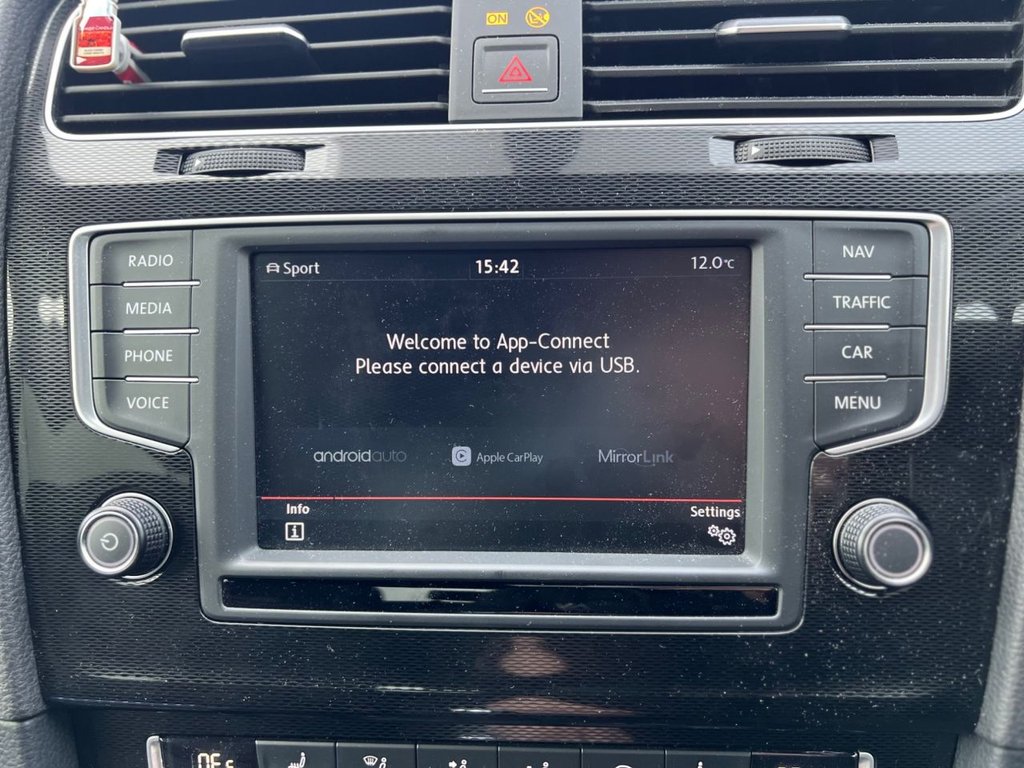 ON
RADIO
MEDIA
PHONE
VOICE
Sport
15:42
12.0°C
Welcome to App-Connect
Please connect a device via USB.
androidauto
Apple CarPlay
MirrorLink
Info
Settings
NAV
TRAFFIC
CAR
MENU